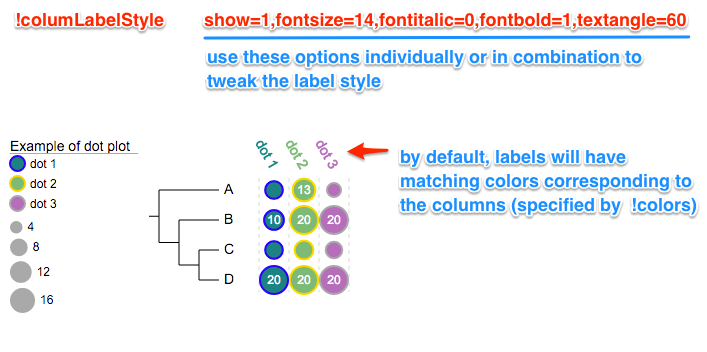 !columLabelStyle show=1,fontsize=14,fontitalic=0,fontbold=1,textangle=60
use these options individually or in combination to
tweak the label style
Example of dot plot
dot 1
dot 2
dot 3
4
8
12
16
dot 1 dot 2 dot 3
by default, labels will have
matching colors corresponding to
the columns (specified by !colors)
A 13
B 10 20 20
C
D 20 20 20